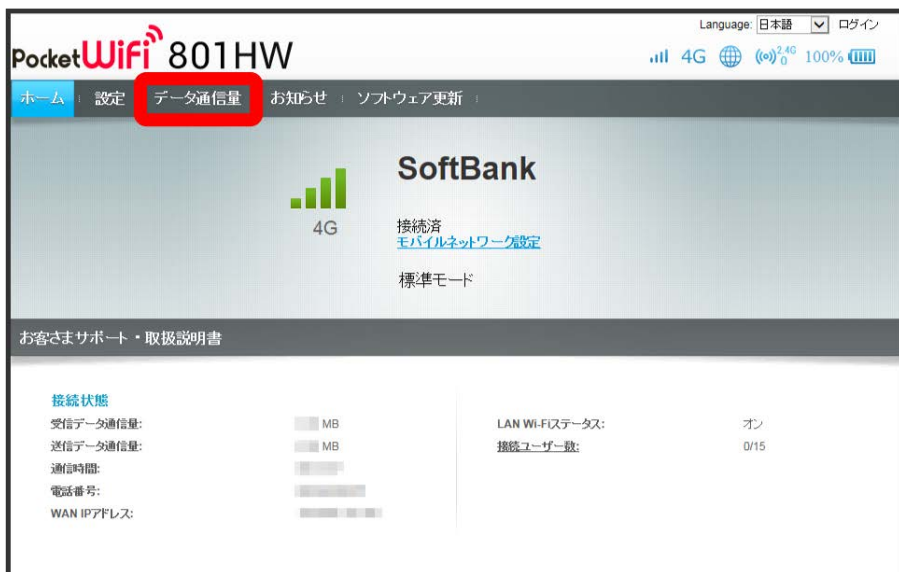 Language: 日本語 ログイン
PocketWiFi 801HW
4G 2.4G 0 100%
ホーム 設定 データ通信量 お知らせ ソフトウェア更新
SoftBank
4G
接続済
モバイルネットワーク設定
標準モード
お客さまサポート・取扱説明書
接続状態
受信データ通信量: MB
LAN Wi-Fiステータス: オン
送信データ通信量: MB
接続ユーザー数: 0/15
通信時間:
電話番号:
WAN IPアドレス: